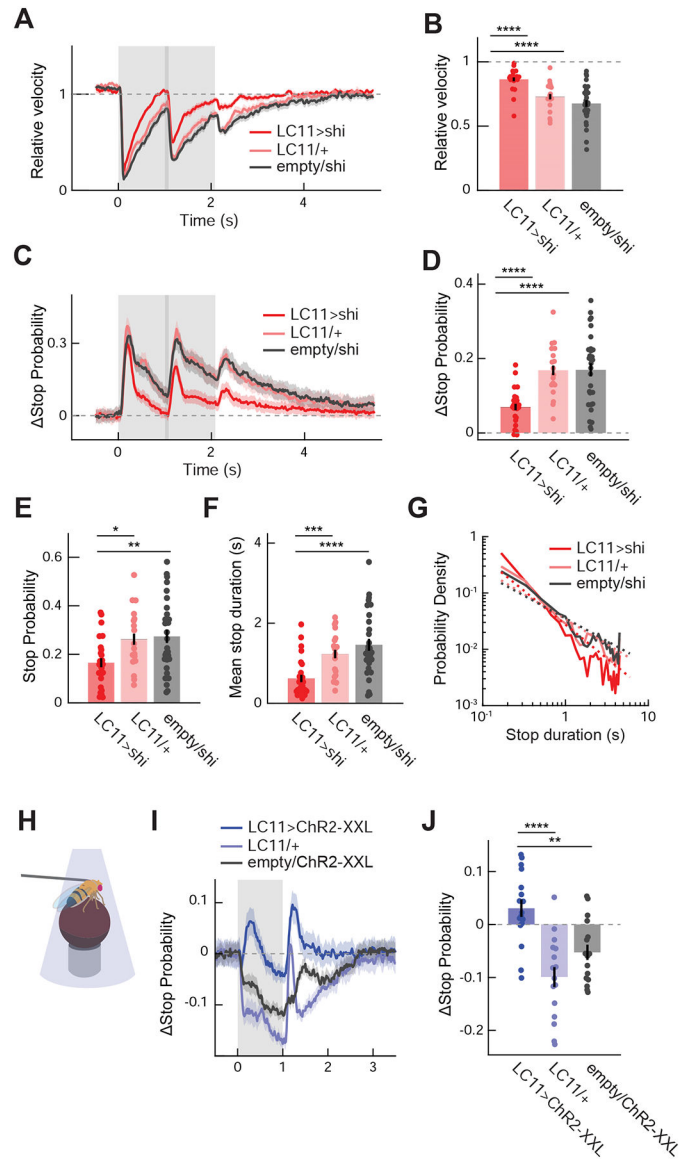 A
Relative velocity
1
1
0
2
4
Time (s)
LC11>shi
LC11/+
empty/shi
B
Relative velocity
1
0.5
0
****
****
LC11>shi
LC11/+
empty/shi
C
ΔStop Probability
0.3
0
0
2
4
Time (s)
LC11>shi
LC11/+
empty/shi
D
ΔStop Probability
0.4
0.2
0
****
****
LC11>shi
LC11/+
empty/shi
E
Stop Probability
0.6
0.4
0.2
0
*
**
LC11>shi
LC11/+
empty/shi
F
Mean stop duration (s)
4
2
0
***
****
LC11>shi
LC11/+
empty/shi
G
Probability Density
1
10-1
10-2
10-3
10-1
1
10
Stop duration (s)
LC11>shi
LC11/+
empty/shi
H
I
LC11>ChR2-XXL
LC11/+
empty/ChR2-XXL
ΔStop Probability
0.1
0
-0.1
0
1
2
3
J
ΔStop Probability
0.1
0
-0.1
-0.2
****
**
LC11>ChR2-XXL
LC11/+
empty/ChR2-XXL